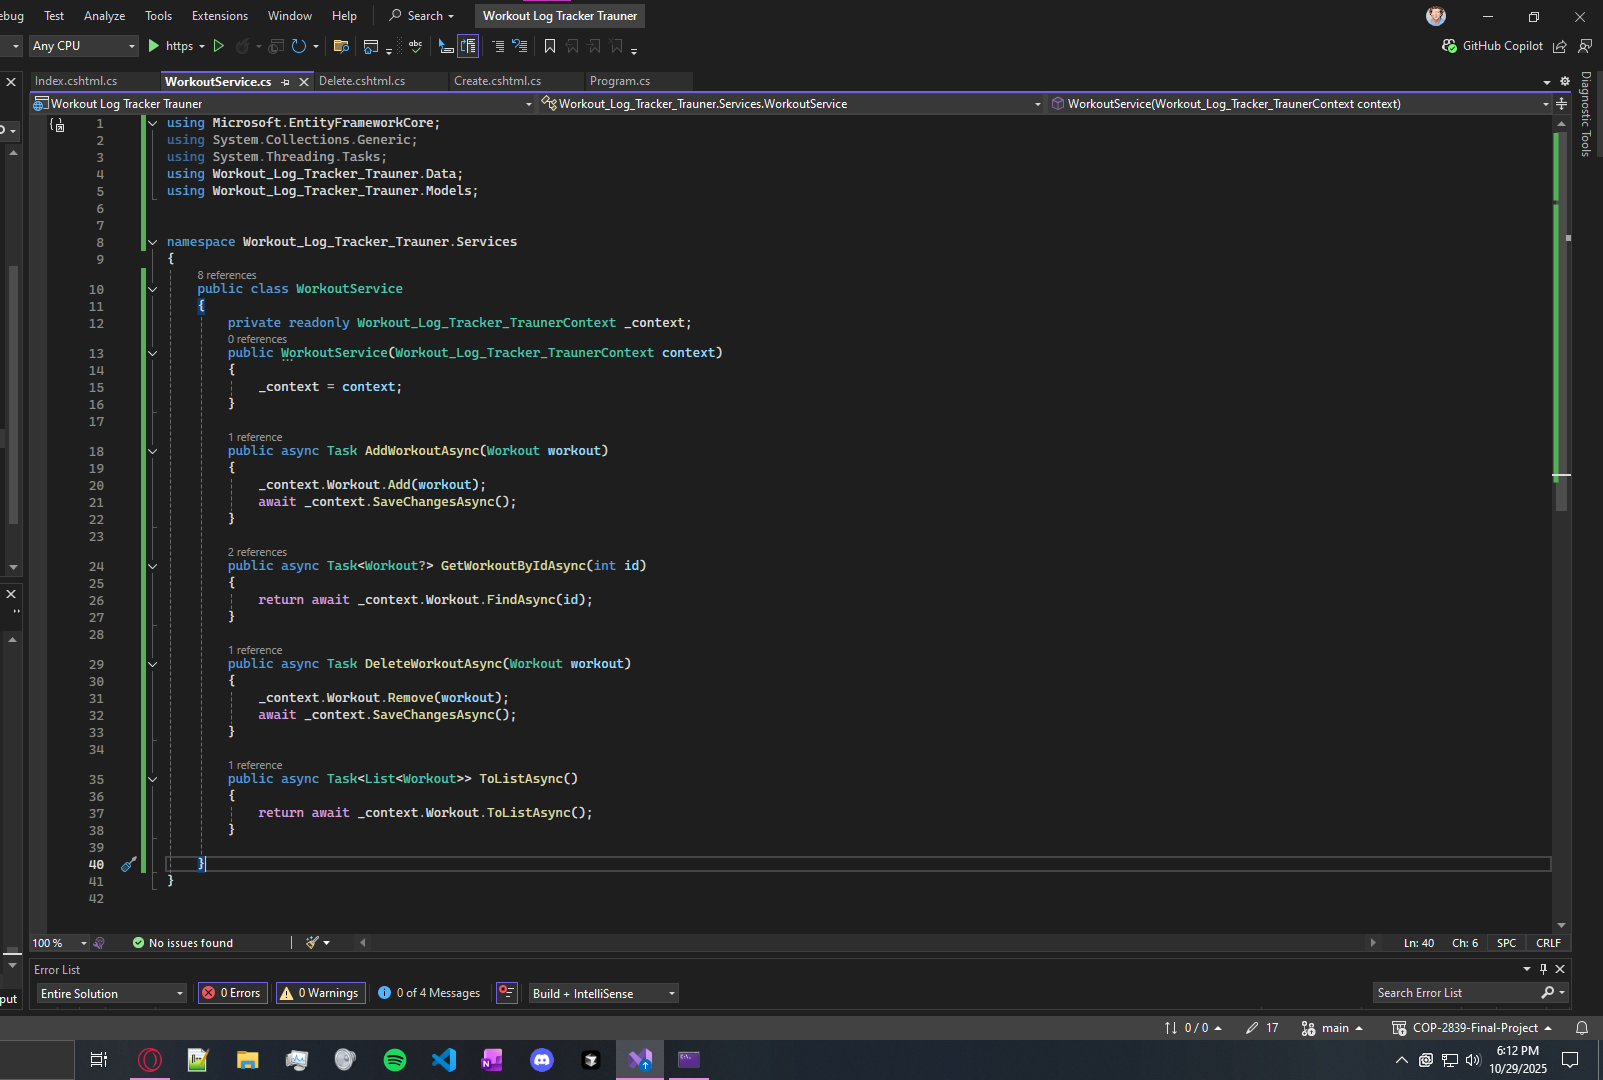 ebug Test Analyze Tools Extensions Window Help Search Workout Log Tracker Trauner
Any CPU https abc GitHub Copilot
Index.cshtml.cs WorkoutService.cs Delete.cshtml.cs Create.cshtml.cs Program.cs
Diagnostic Tools
Workout Log Tracker Trauner Workout_Log_Tracker_Trauner.Services.WorkoutService WorkoutService(Workout_Log_Tracker_TraunerContext context)
1 using Microsoft.EntityFrameworkCore;
2 using System.Collections.Generic;
3 using System.Threading.Tasks;
4 using Workout_Log_Tracker_Trauner.Data;
5 using Workout_Log_Tracker_Trauner.Models;
6
7
8 namespace Workout_Log_Tracker_Trauner.Services
9 {
8 references
10 public class WorkoutService
11 {
12 private readonly Workout_Log_Tracker_TraunerContext _context;
0 references
13 public WorkoutService(Workout_Log_Tracker_TraunerContext context)
14 {
15 _context = context;
16 }
17
1 reference
18 public async Task AddWorkoutAsync(Workout workout)
19 {
20 _context.Workout.Add(workout);
21 await _context.SaveChangesAsync();
22 }
23
2 references
24 public async Task<Workout?> GetWorkoutByIdAsync(int id)
25 {
26 return await _context.Workout.FindAsync(id);
27 }
28
1 reference
29 public async Task DeleteWorkoutAsync(Workout workout)
30 {
31 _context.Workout.Remove(workout);
32 await _context.SaveChangesAsync();
33 }
34
1 reference
35 public async Task<List<Workout>> ToListAsync()
36 {
37 return await _context.Workout.ToListAsync();
38 }
39
40 }
41 }
42
100 % No issues found Ln: 40 Ch: 6 SPC CRLF
Error List
Entire Solution 0 Errors 0 Warnings 0 of 4 Messages Build + IntelliSense Search Error List
put
0 / 0 17 main COP-2839-Final-Project
6:12 PM
10/29/2025